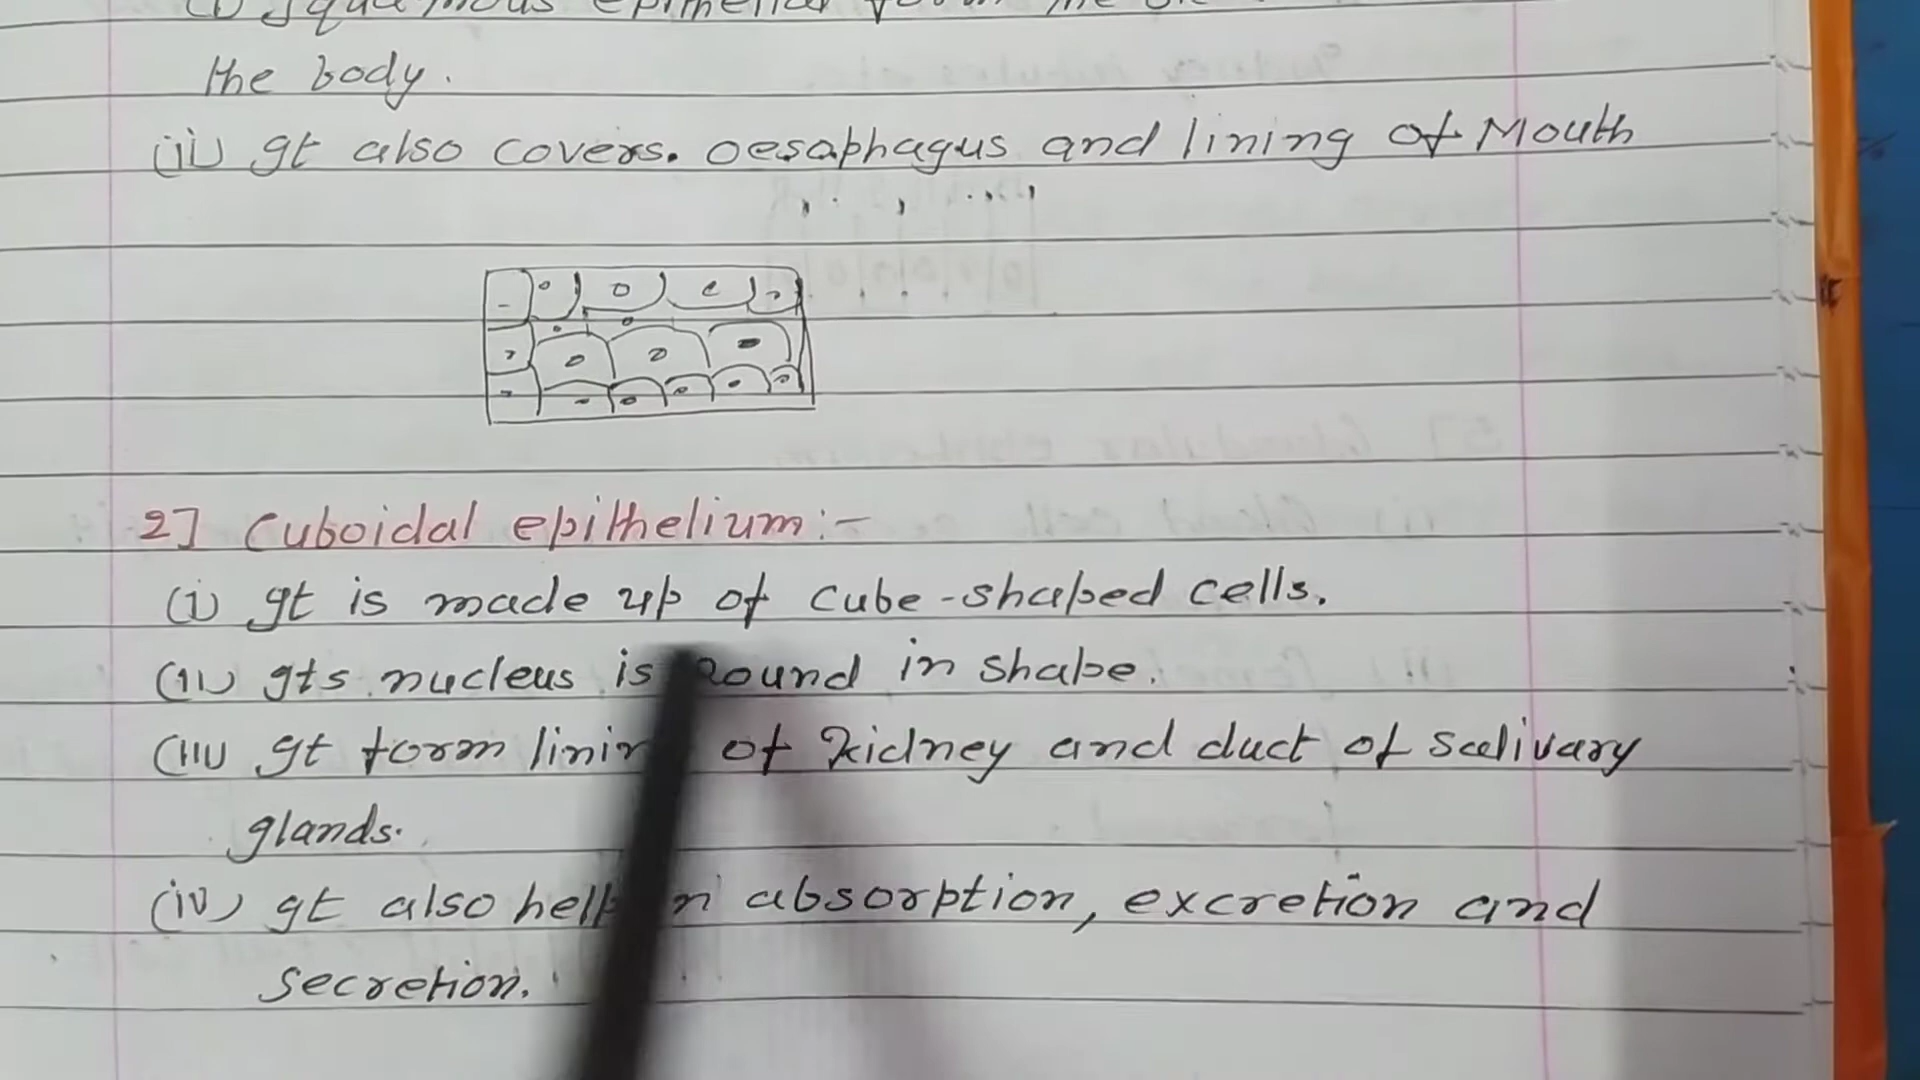 the body.
(ii) It also covers. oesaphagus and lining of Mouth
2] Cuboidal epithelium:-
(i) It is made up of cube-shaped cells.
(ii) Its nucleus is Round in shape.
(iii) It form lining of kidney and duct of salivary
glands.
(iv) It also help in absorption, excretion and
secretion.